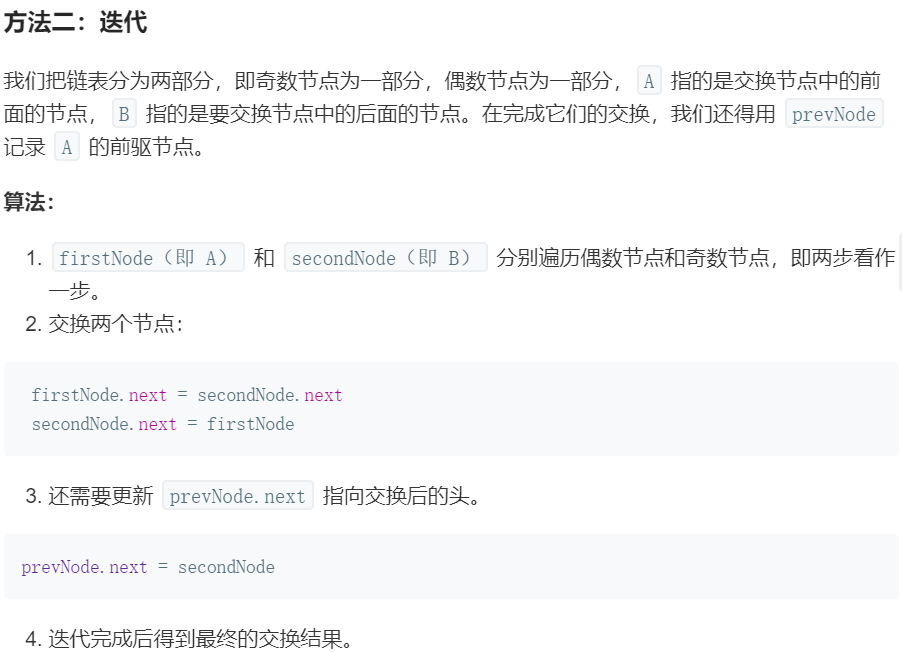 方法二：迭代
我们把链表分为两部分，即奇数节点为一部分，偶数节点为一部分， A 指的是交换节点中的前
面的节点， B 指的是要交换节点中的后面的节点。在完成它们的交换，我们还得用 prevNode
记录 A 的前驱节点。
算法：
1. firstNode（即 A） 和 secondNode（即 B） 分别遍历偶数节点和奇数节点，即两步看作
一步。
2. 交换两个节点：
firstNode.next = secondNode.next
secondNode.next = firstNode
3. 还需要更新 prevNode.next 指向交换后的头。
prevNode.next = secondNode
4. 迭代完成后得到最终的交换结果。